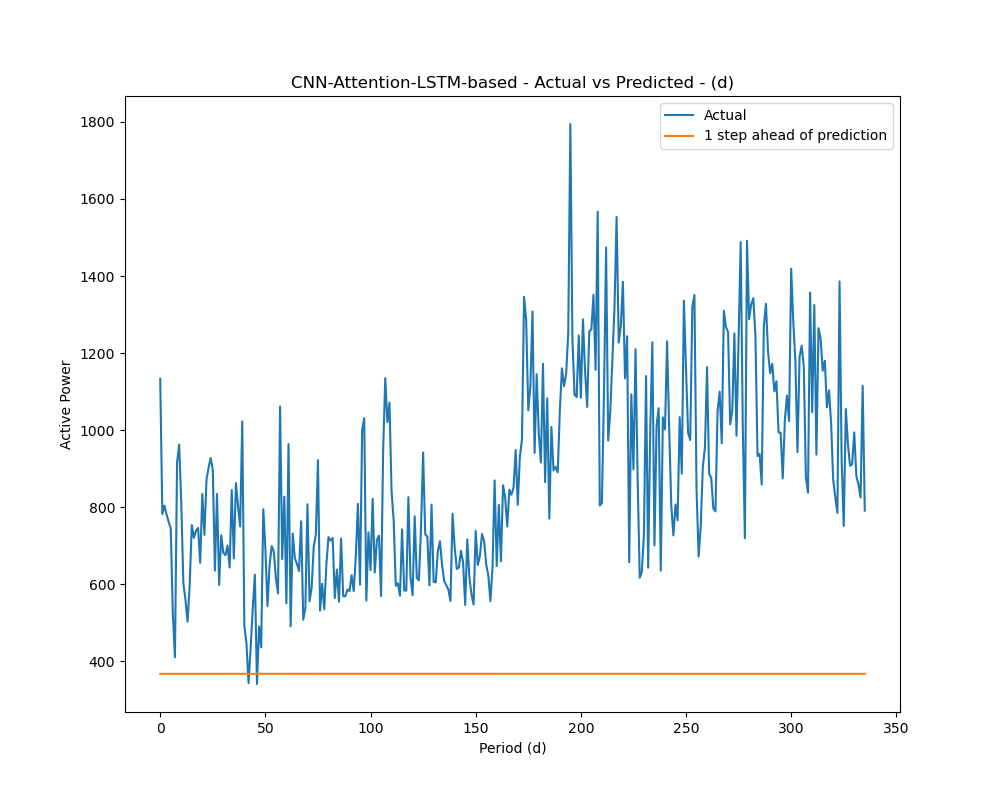 CNN-Attention-LSTM-based - Actual vs Predicted - (d)
Actual
1 step ahead of prediction
Active Power
1800
1600
1400
1200
1000
800
600
400
0 50 100 150 200 250 300 350
Period (d)